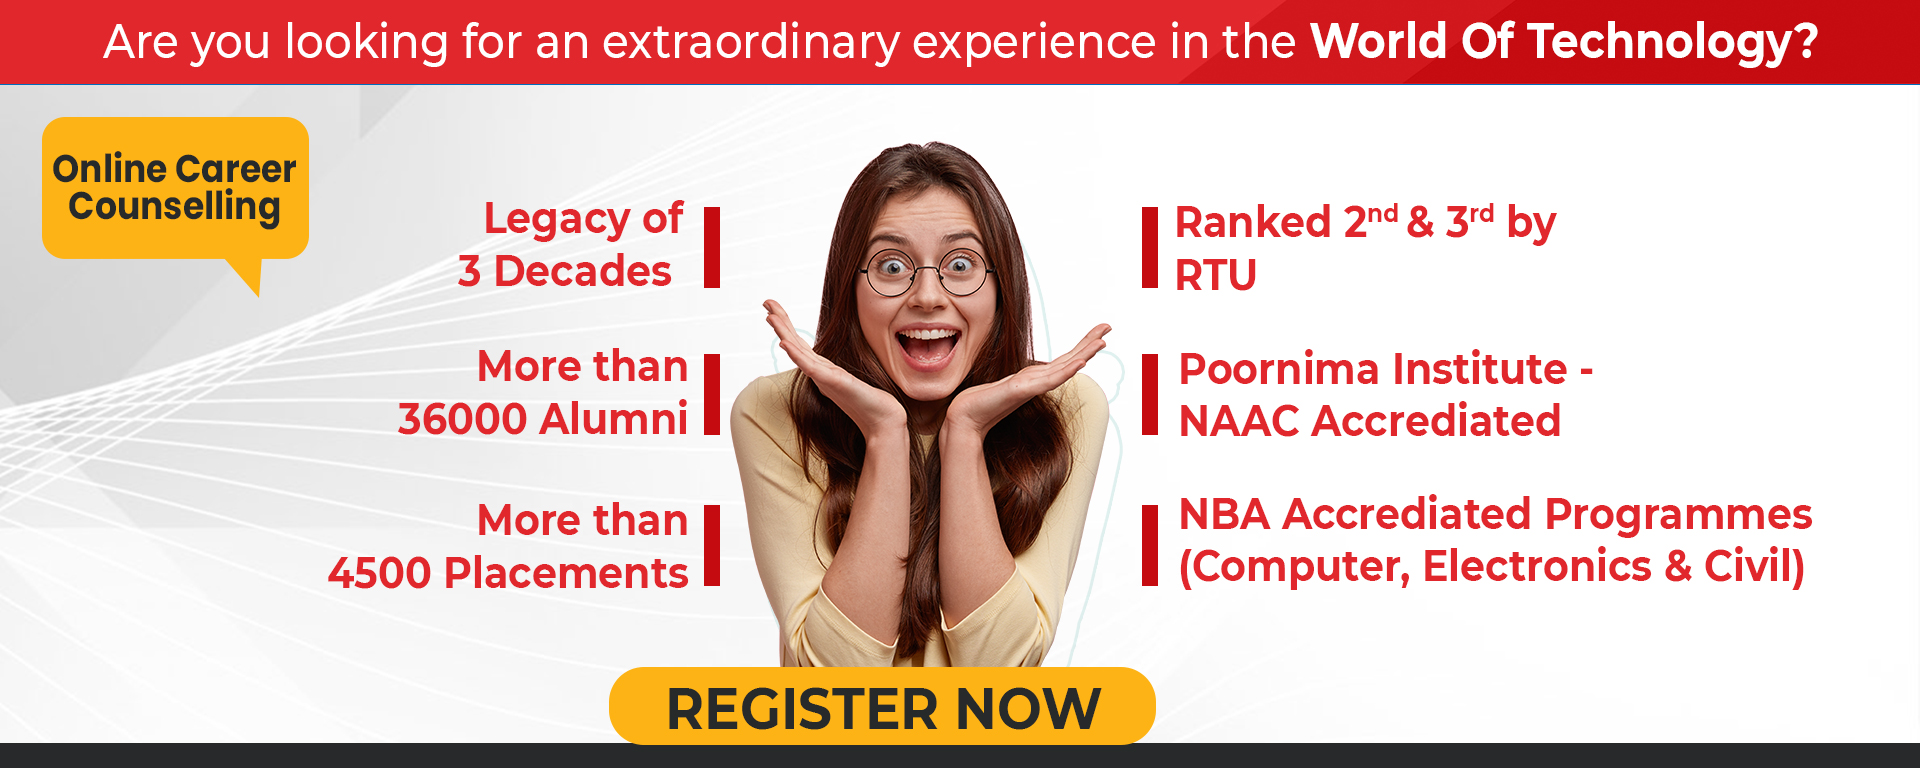 Are you looking for an extraordinary experience in the World Of Technology?
Online Career
Counselling
Legacy of
3 Decades
More than
36000 Alumni
More than
4500 Placements
Ranked 2nd & 3rd by
RTU
Poornima Institute -
NAAC Accrediated
NBA Accrediated Programmes
(Computer, Electronics & Civil)
REGISTER NOW